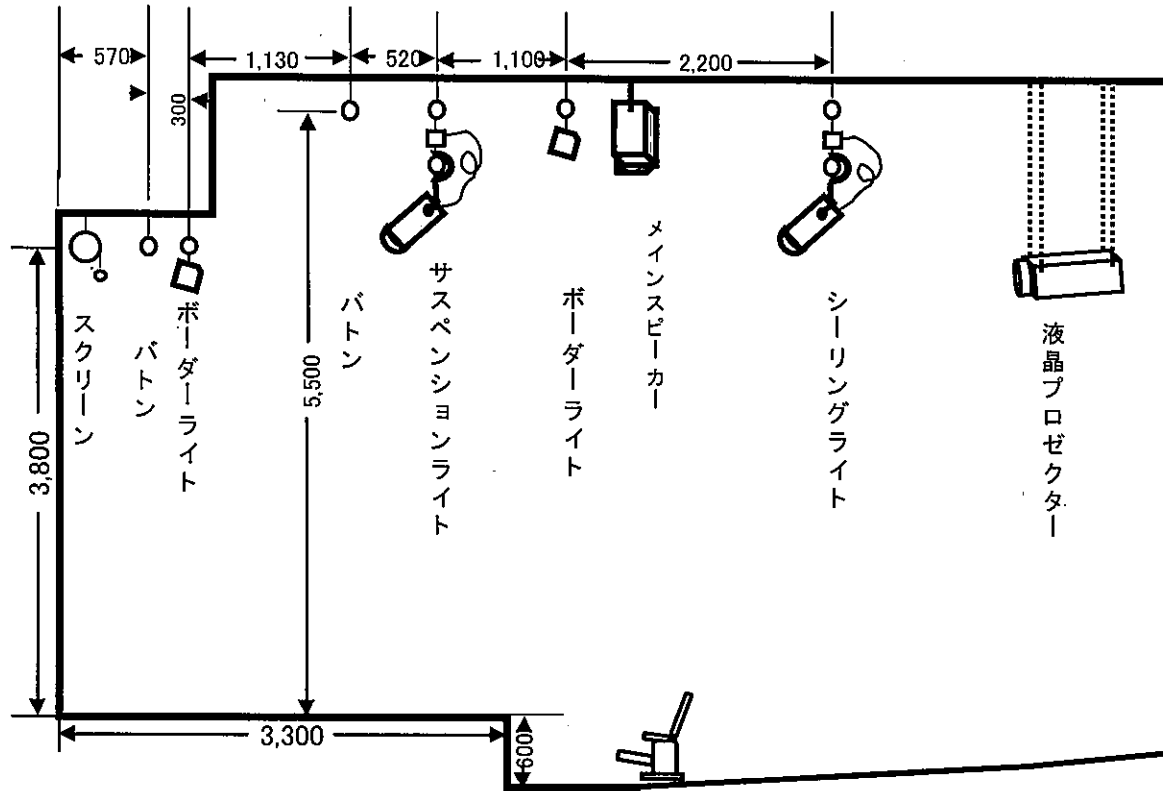 570
1,130
520
1,100
2,200
300
スクリーン
バトン
ボーダーライト
バトン
サスペンションライト
ボーダーライト
メインスピーカー
シーリングライト
液晶プロゼクター
5,500
3,800
3,300
600